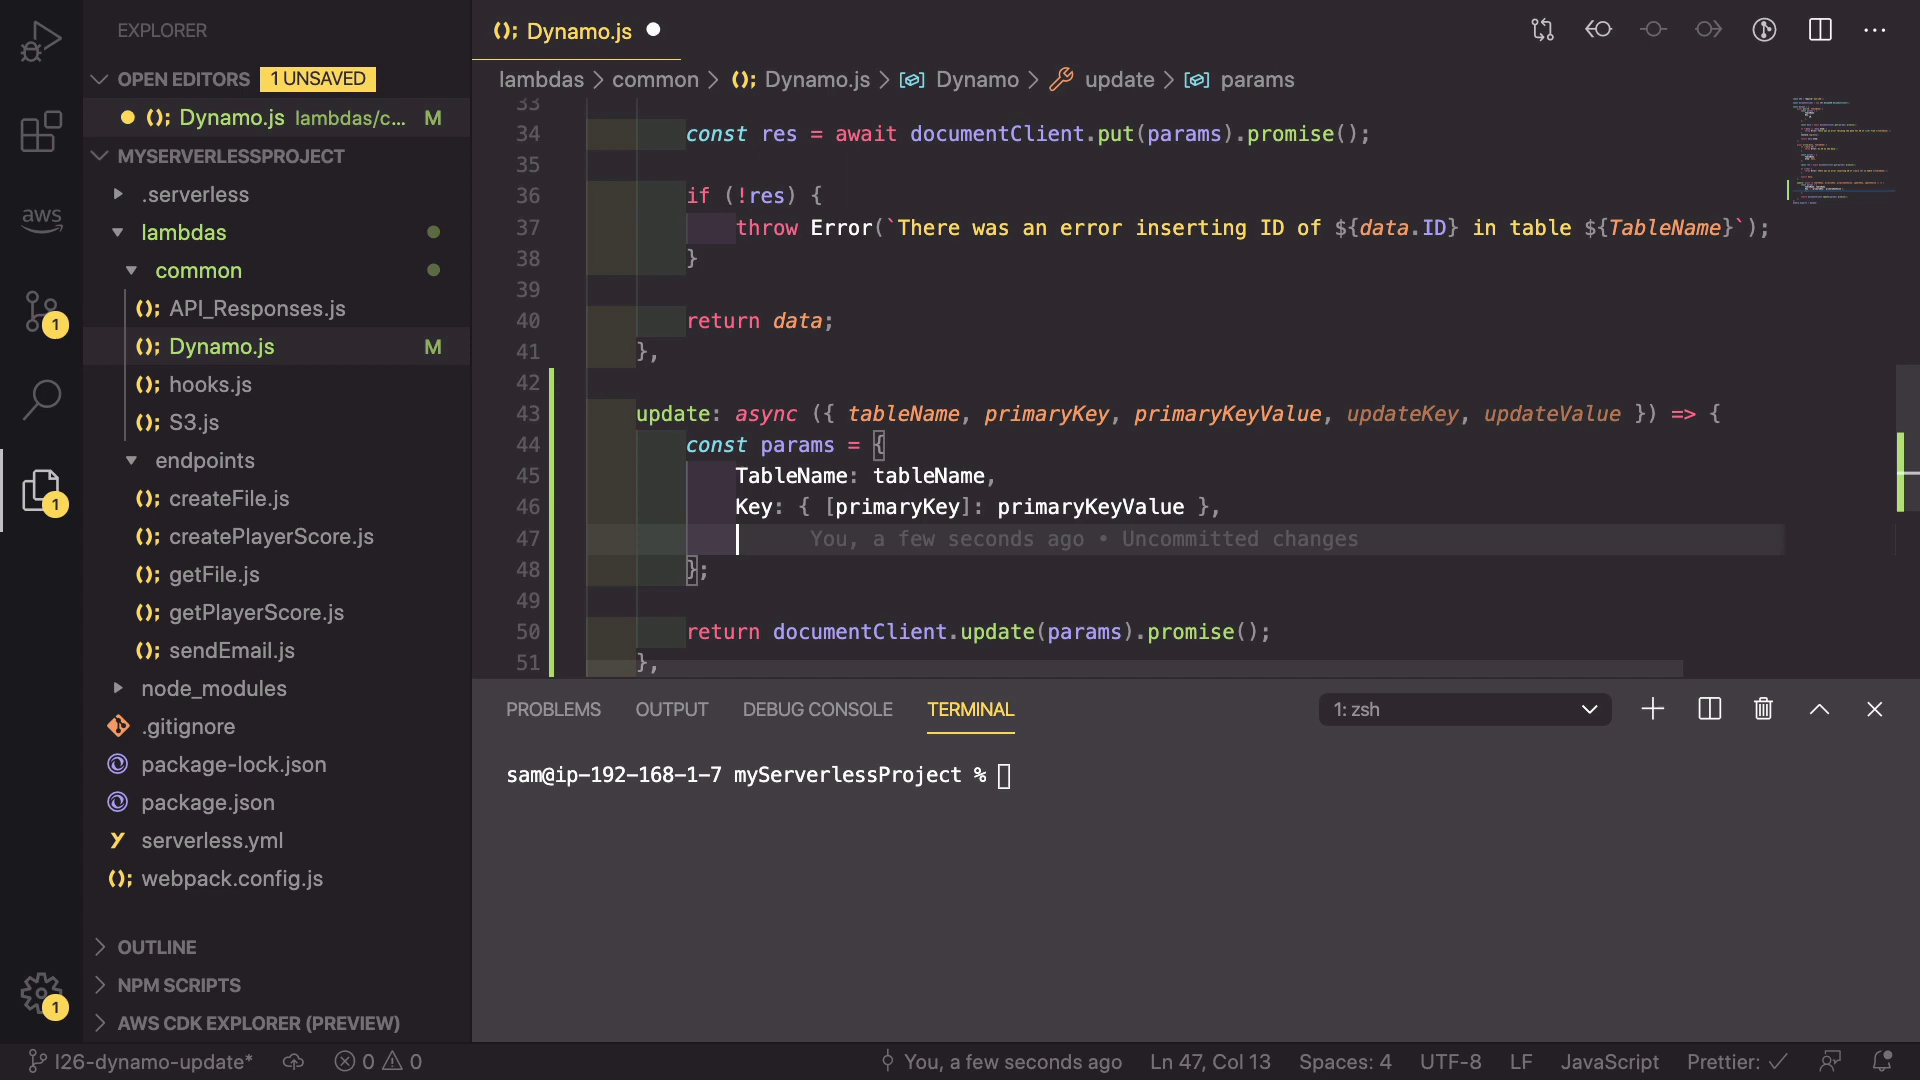 EXPLORER
OPEN EDITORS 1 UNSAVED
(); Dynamo.js lambdas/c... M
MYSERVERLESSPROJECT
.serverless
lambdas
common
(); API_Responses.js
(); Dynamo.js M
(); hooks.js
(); S3.js
endpoints
(); createFile.js
(); createPlayerScore.js
(); getFile.js
(); getPlayerScore.js
(); sendEmail.js
node_modules
.gitignore
package-lock.json
package.json
Y serverless.yml
(); webpack.config.js
OUTLINE
NPM SCRIPTS
AWS CDK EXPLORER (PREVIEW)
aws
1
1
1
(); Dynamo.js
lambdas > common > (); Dynamo.js > Dynamo > update > params
33
34 const res = await documentClient.put(params).promise();
35
36 if (!res) {
37 throw Error(`There was an error inserting ID of ${data.ID} in table ${TableName}`);
38 }
39
40 return data;
41 },
42
43 update: async ({ tableName, primaryKey, primaryKeyValue, updateKey, updateValue }) => {
44 const params = {
45 TableName: tableName,
46 Key: { [primaryKey]: primaryKeyValue },
47 You, a few seconds ago • Uncommitted changes
48 };
49
50 return documentClient.update(params).promise();
51 },
PROBLEMS OUTPUT DEBUG CONSOLE TERMINAL 1: zsh
sam@ip-192-168-1-7 myServerlessProject %
l26-dynamo-update* 0 0 You, a few seconds ago Ln 47, Col 13 Spaces: 4 UTF-8 LF JavaScript Prettier: ✓